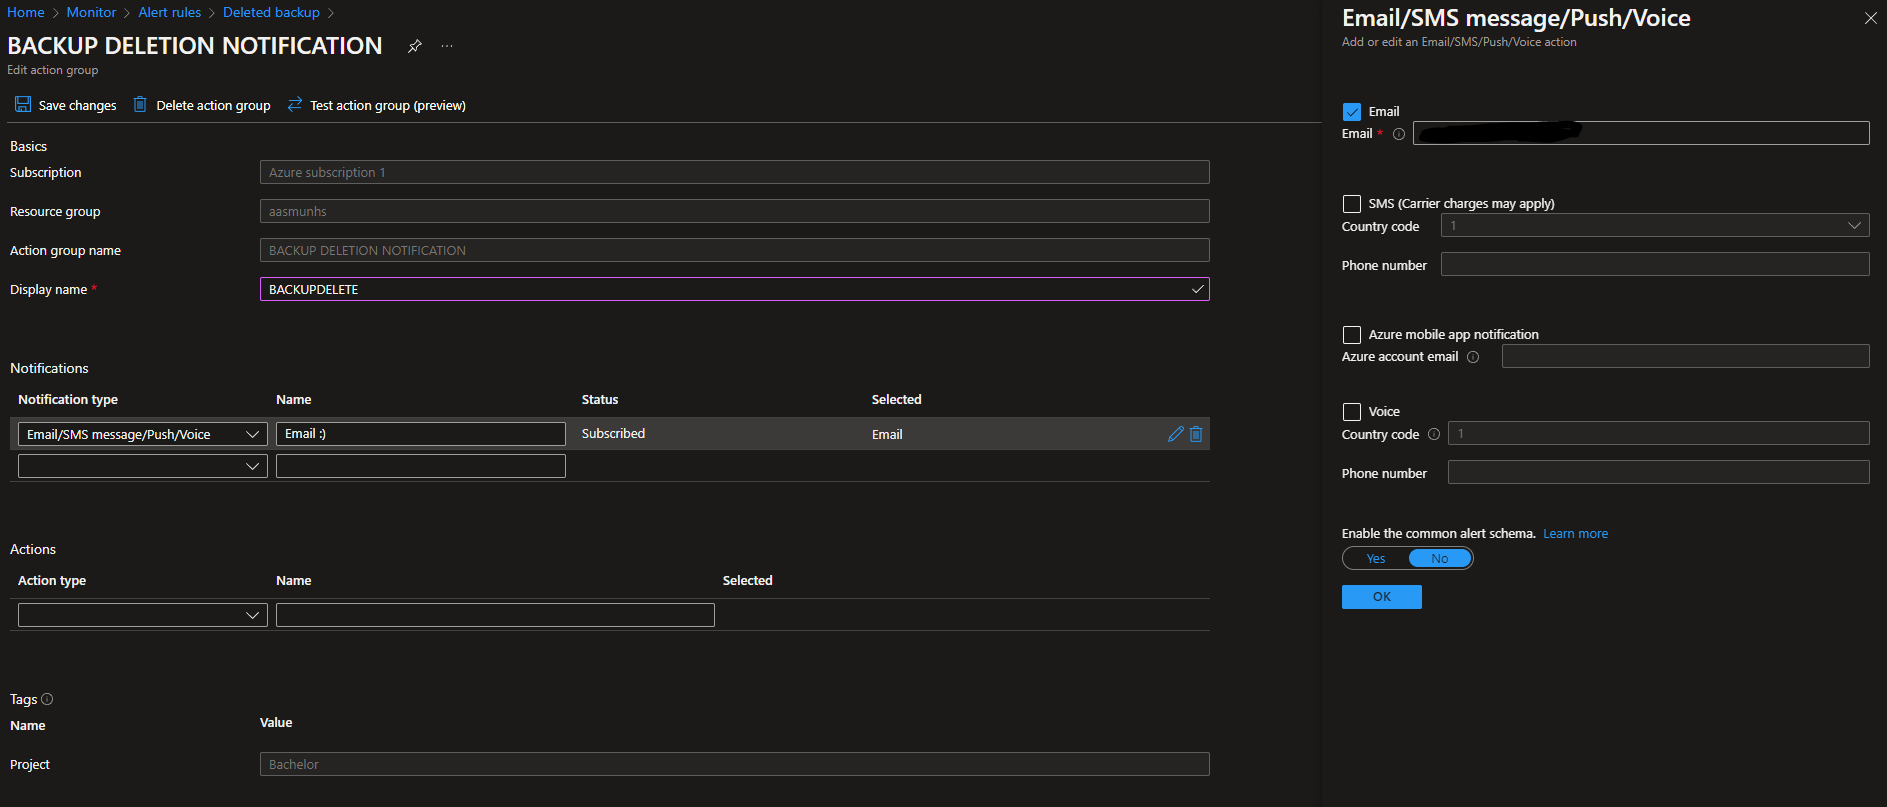 Home > Monitor > Alert rules > Deleted backup >
BACKUP DELETION NOTIFICATION
Edit action group
Save changes Delete action group Test action group (preview)
Basics
Subscription Azure subscription 1
Resource group aasmunhs
Action group name BACKUP DELETION NOTIFICATION
Display name * BACKUPDELETE
Notifications
Notification type Name Status Selected
Email/SMS message/Push/Voice Email :) Subscribed Email
Actions
Action type Name Selected
Tags
Name Value
Project Bachelor
Email/SMS message/Push/Voice
Add or edit an Email/SMS/Push/Voice action
Email
Email *
SMS (Carrier charges may apply)
Country code 1
Phone number
Azure mobile app notification
Azure account email
Voice
Country code 1
Phone number
Enable the common alert schema. Learn more
Yes No
OK